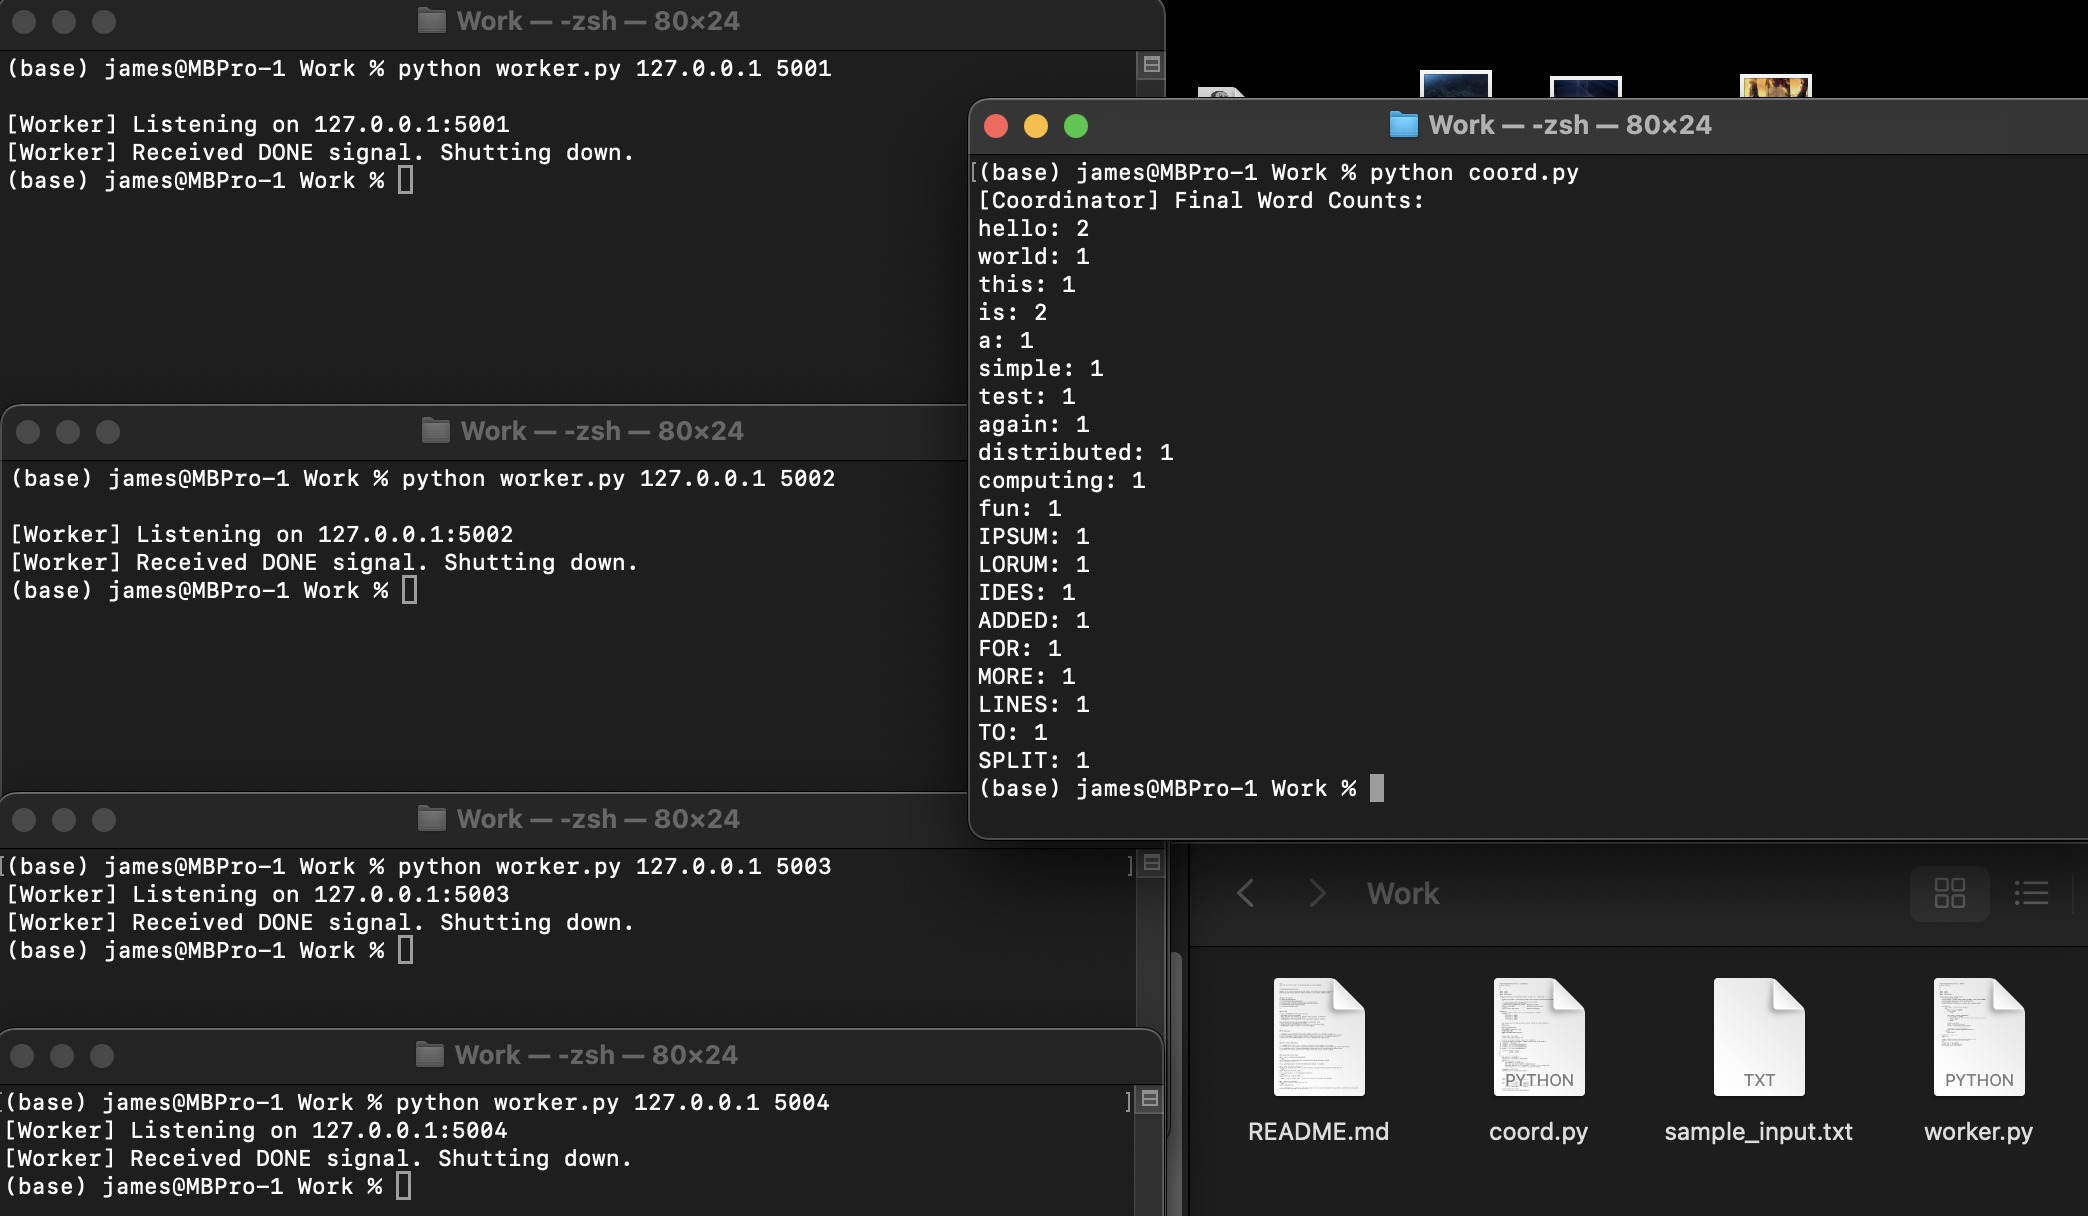 Work — -zsh — 80×24
(base) james@MBPro-1 Work % python worker.py 127.0.0.1 5001
[Worker] Listening on 127.0.0.1:5001
[Worker] Received DONE signal. Shutting down.
(base) james@MBPro-1 Work %
Work — -zsh — 80×24
(base) james@MBPro-1 Work % python worker.py 127.0.0.1 5002
[Worker] Listening on 127.0.0.1:5002
[Worker] Received DONE signal. Shutting down.
(base) james@MBPro-1 Work %
Work — -zsh — 80×24
[(base) james@MBPro-1 Work % python worker.py 127.0.0.1 5003 ]
[Worker] Listening on 127.0.0.1:5003
[Worker] Received DONE signal. Shutting down.
(base) james@MBPro-1 Work %
Work — -zsh — 80×24
[(base) james@MBPro-1 Work % python worker.py 127.0.0.1 5004 ]
[Worker] Listening on 127.0.0.1:5004
[Worker] Received DONE signal. Shutting down.
(base) james@MBPro-1 Work %
Work — -zsh — 80×24
[(base) james@MBPro-1 Work % python coord.py
[Coordinator] Final Word Counts:
hello: 2
world: 1
this: 1
is: 2
a: 1
simple: 1
test: 1
again: 1
distributed: 1
computing: 1
fun: 1
IPSUM: 1
LORUM: 1
IDES: 1
ADDED: 1
FOR: 1
MORE: 1
LINES: 1
TO: 1
SPLIT: 1
(base) james@MBPro-1 Work %
Work
PYTHON
TXT
PYTHON
README.md
coord.py
sample_input.txt
worker.py